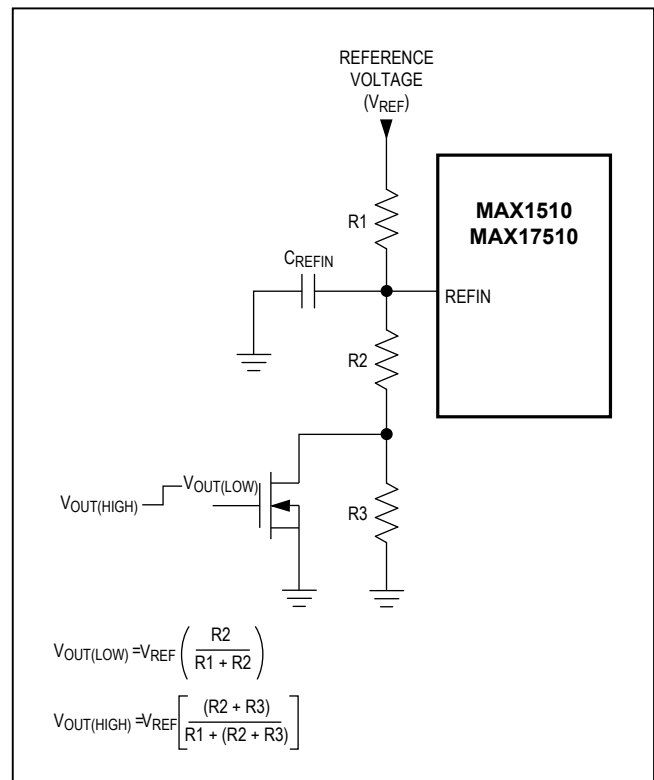 REFERENCE
VOLTAGE
(VREF)
R1
MAX1510
MAX17510
CREFIN
REFIN
R2
VOUT(HIGH)
VOUT(LOW)
R3
VOUT(LOW) =VREF ( R2 / R1 + R2 )
VOUT(HIGH) =VREF [ (R2 + R3) / R1 + (R2 + R3) ]